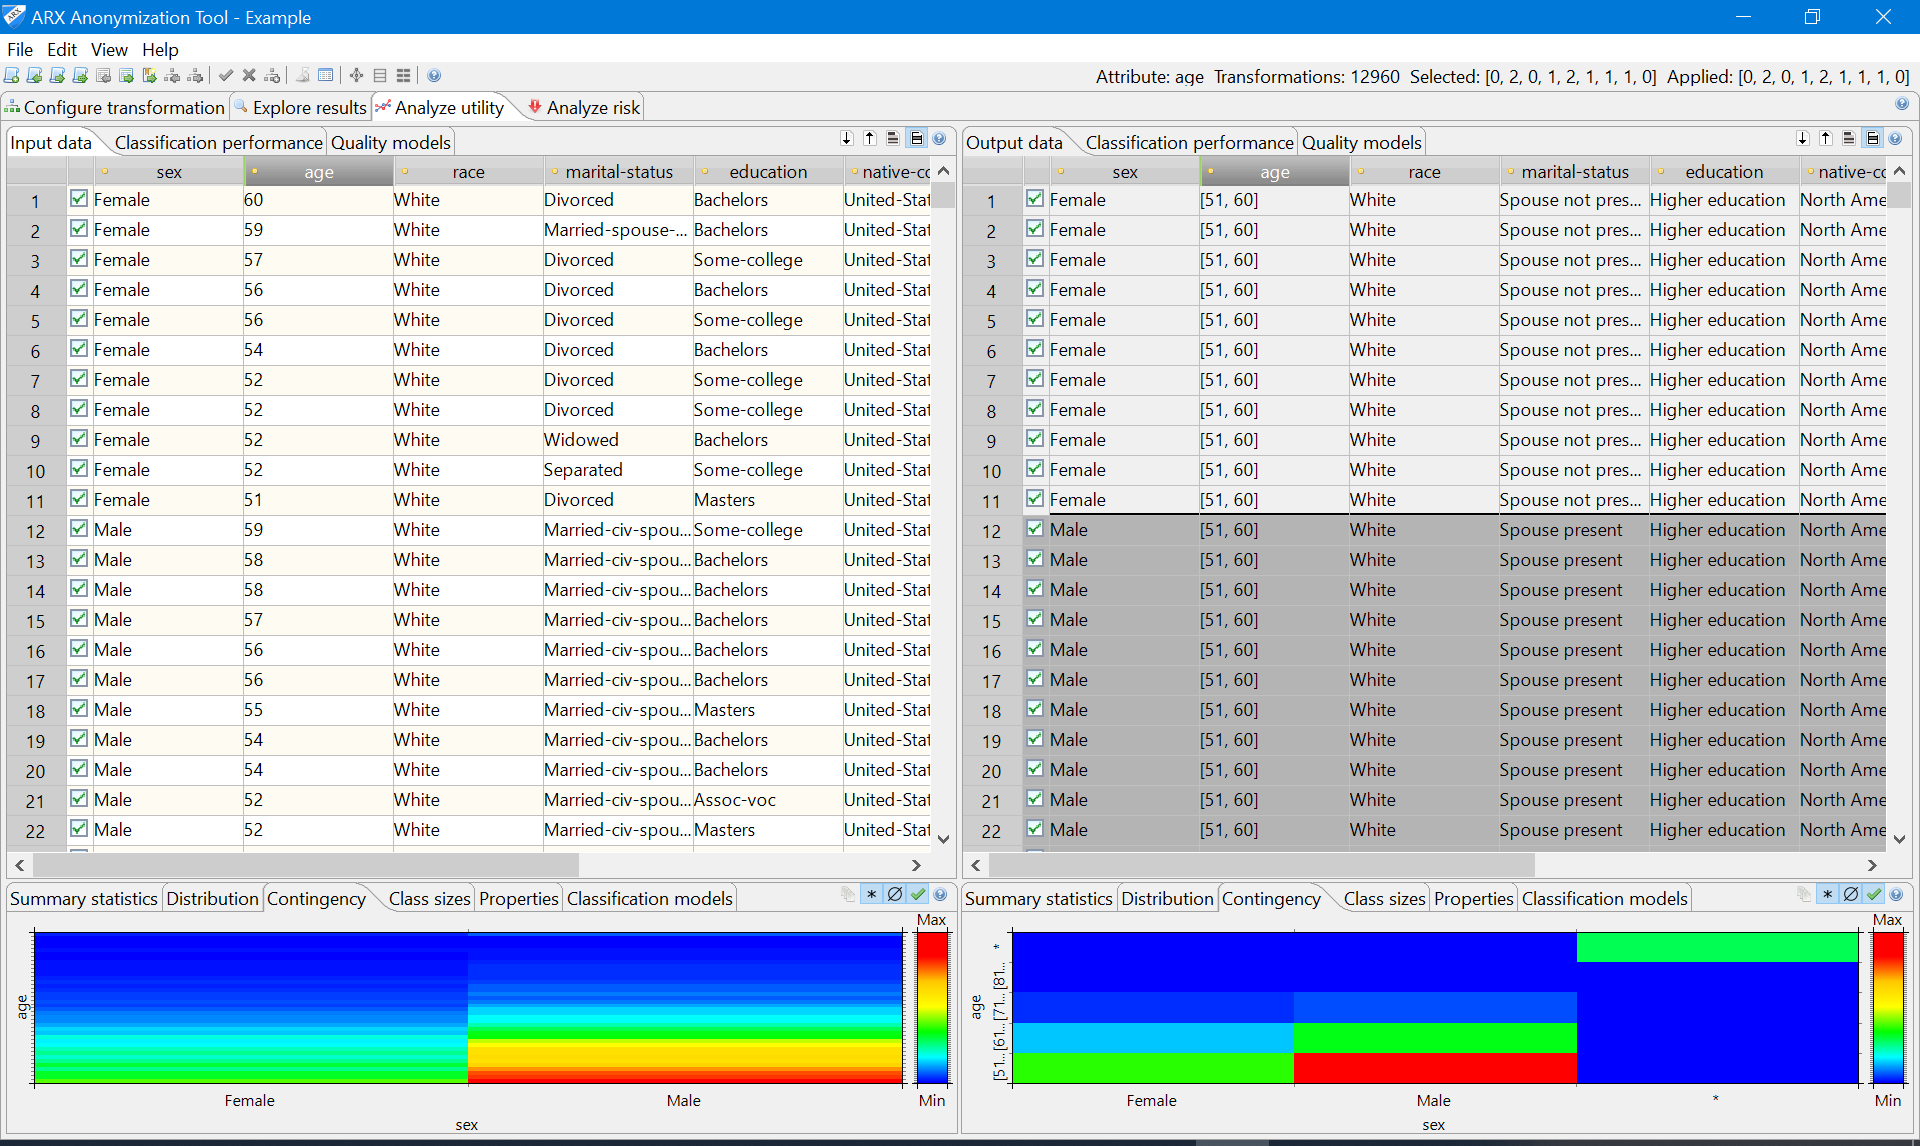 ARX Anonymization Tool - Example
File Edit View Help
Attribute: age Transformations: 12960 Selected: [0, 2, 0, 1, 2, 1, 1, 1, 0] Applied: [0, 2, 0, 1, 2, 1, 1, 1, 0]
Configure transformation Explore results Analyze utility Analyze risk
Input data Classification performance Quality models
sex age race marital-status education native-co
1 Female 60 White Divorced Bachelors United-Stat
2 Female 59 White Married-spouse-... Bachelors United-Stat
3 Female 57 White Divorced Some-college United-Stat
4 Female 56 White Divorced Bachelors United-Stat
5 Female 56 White Divorced Some-college United-Stat
6 Female 54 White Divorced Bachelors United-Stat
7 Female 52 White Divorced Some-college United-Stat
8 Female 52 White Divorced Some-college United-Stat
9 Female 52 White Widowed Bachelors United-Stat
10 Female 52 White Separated Some-college United-Stat
11 Female 51 White Divorced Masters United-Stat
12 Male 59 White Married-civ-spou... Some-college United-Stat
13 Male 58 White Married-civ-spou... Bachelors United-Stat
14 Male 58 White Married-civ-spou... Bachelors United-Stat
15 Male 57 White Married-civ-spou... Bachelors United-Stat
16 Male 56 White Married-civ-spou... Bachelors United-Stat
17 Male 56 White Married-civ-spou... Bachelors United-Stat
18 Male 55 White Married-civ-spou... Masters United-Stat
19 Male 54 White Married-civ-spou... Bachelors United-Stat
20 Male 54 White Married-civ-spou... Bachelors United-Stat
21 Male 52 White Married-civ-spou... Assoc-voc United-Stat
22 Male 52 White Married-civ-spou... Masters United-Stat
Output data Classification performance Quality models
sex age race marital-status education native-cc
1 Female [51, 60] White Spouse not pres... Higher education North Ame
2 Female [51, 60] White Spouse not pres... Higher education North Ame
3 Female [51, 60] White Spouse not pres... Higher education North Ame
4 Female [51, 60] White Spouse not pres... Higher education North Ame
5 Female [51, 60] White Spouse not pres... Higher education North Ame
6 Female [51, 60] White Spouse not pres... Higher education North Ame
7 Female [51, 60] White Spouse not pres... Higher education North Ame
8 Female [51, 60] White Spouse not pres... Higher education North Ame
9 Female [51, 60] White Spouse not pres... Higher education North Ame
10 Female [51, 60] White Spouse not pres... Higher education North Ame
11 Female [51, 60] White Spouse not pres... Higher education North Ame
12 Male [51, 60] White Spouse present Higher education North Ame
13 Male [51, 60] White Spouse present Higher education North Ame
14 Male [51, 60] White Spouse present Higher education North Ame
15 Male [51, 60] White Spouse present Higher education North Ame
16 Male [51, 60] White Spouse present Higher education North Ame
17 Male [51, 60] White Spouse present Higher education North Ame
18 Male [51, 60] White Spouse present Higher education North Ame
19 Male [51, 60] White Spouse present Higher education North Ame
20 Male [51, 60] White Spouse present Higher education North Ame
21 Male [51, 60] White Spouse present Higher education North Ame
22 Male [51, 60] White Spouse present Higher education North Ame
Summary statistics Distribution Contingency Class sizes Properties Classification models
Max
age
Female Male Min
sex
Summary statistics Distribution Contingency Class sizes Properties Classification models
Max
age
[51... [61... [71... [81... *
Female Male * Min
sex